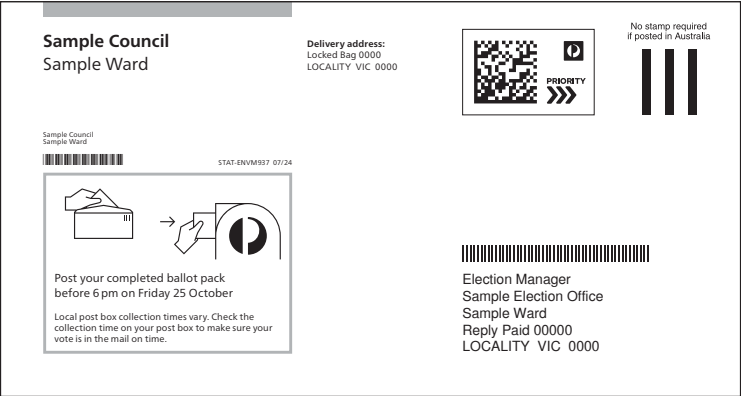 Sample Council
Sample Ward
Delivery address:
Locked Bag 0000
LOCALITY VIC 0000
PRIORITY
No stamp required
if posted in Australia
Sample Council
Sample Ward
STAT-ENVM937 07/24
Post your completed ballot pack
before 6 pm on Friday 25 October
Local post box collection times vary. Check the
collection time on your post box to make sure your
vote is in the mail on time.
Election Manager
Sample Election Office
Sample Ward
Reply Paid 00000
LOCALITY VIC 0000